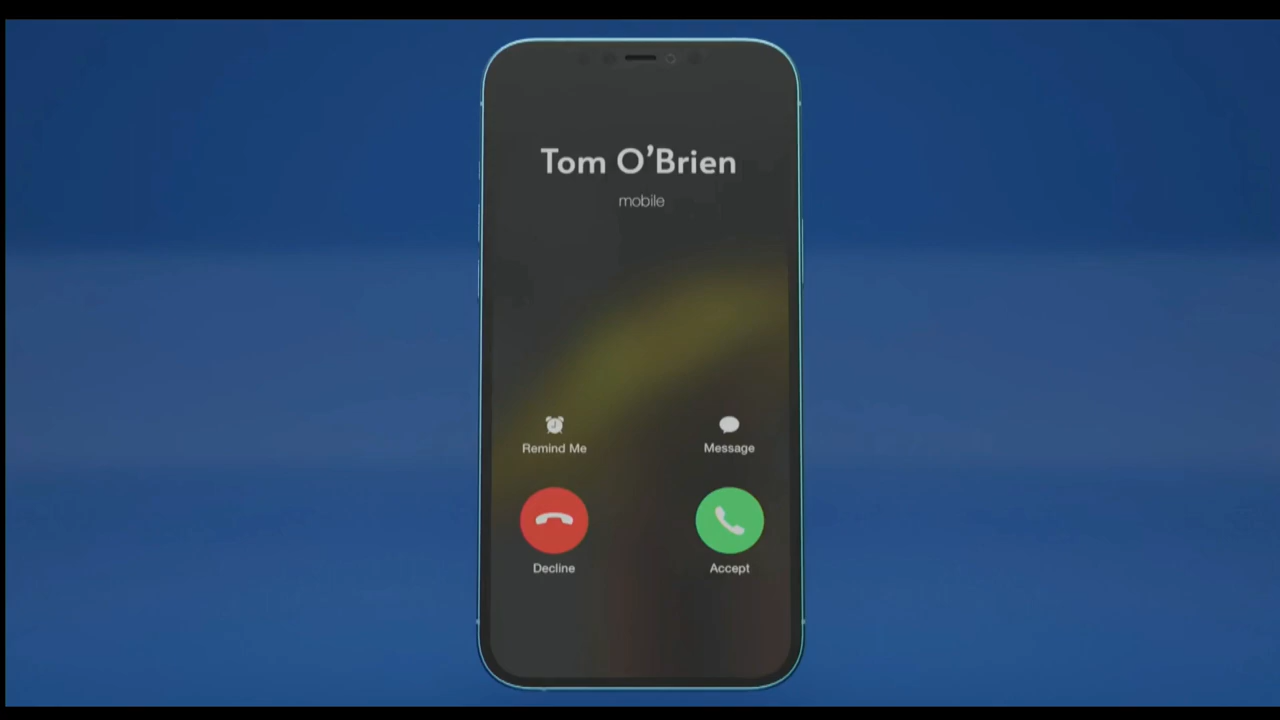 Tom O’Brien
mobile
Remind Me
Message
Decline
Accept